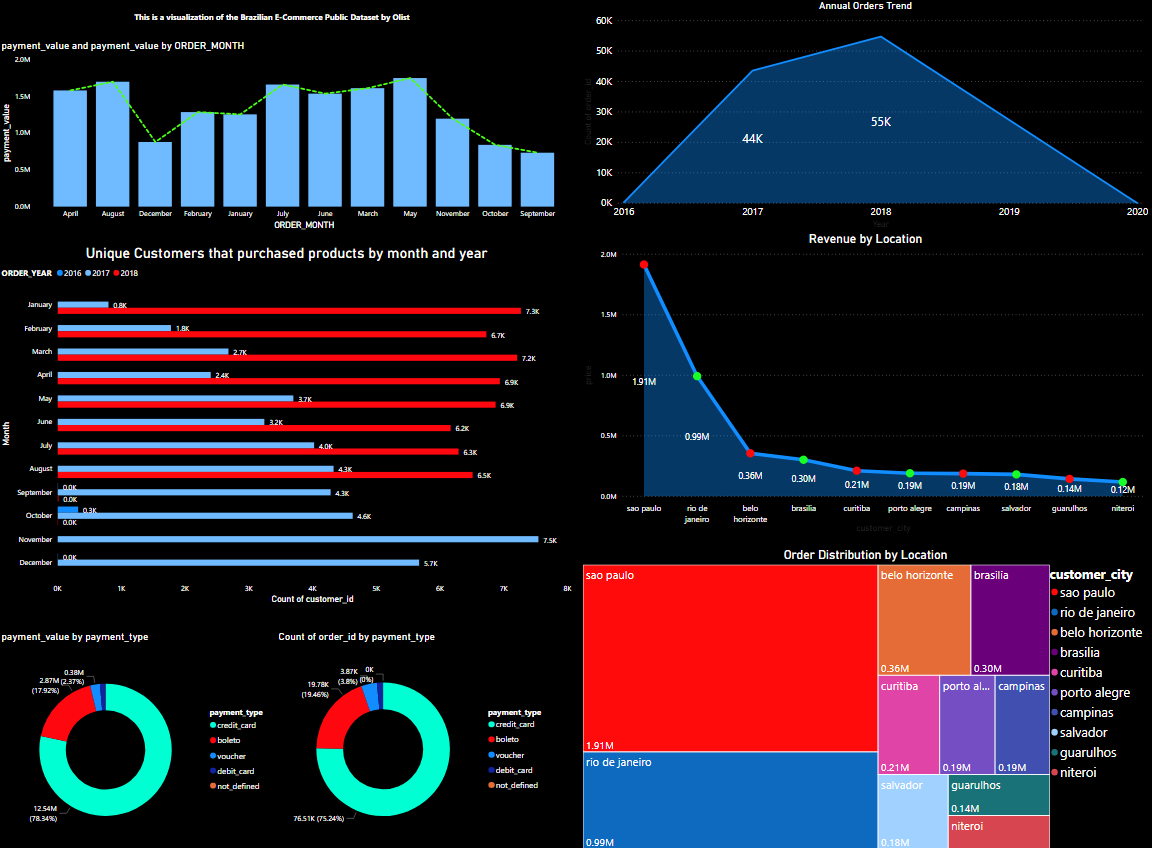 This is a visualization of the Brazilian E-Commerce Public Dataset by Olist
payment_value and payment_value by ORDER_MONTH
payment_value
2.0M
1.5M
1.0M
0.5M
0.0M
April August December February January July June March May November October September
ORDER_MONTH
Annual Orders Trend
60K
50K
40K
30K
20K
10K
0K
44K
55K
2016 2017 2018 2019 2020
Year
Unique Customers that purchased products by month and year
ORDER_YEAR 2016 2017 2018
Month
January 0.8K
7.3K
February 1.8K
6.7K
March 2.7K
7.2K
April 2.4K
6.9K
May 3.7K
6.9K
June 3.2K
6.2K
July 4.0K
6.3K
August 4.3K
6.5K
0.0K
September 4.3K
0.0K
0.3K
October 4.6K
0.0K
November 7.5K
0.0K
December 5.7K
0K 1K 2K 3K 4K 5K 6K 7K 8K
Count of customer_id
Revenue by Location
price
2.0M
1.5M
1.0M
0.5M
0.0M
1.91M
0.99M
0.36M
0.30M
0.21M
0.19M
0.19M
0.18M
0.14M
0.12M
sao paulo
rio de
janeiro
belo
horizonte
brasilia
curitiba
porto alegre
campinas
salvador
guarulhos
niteroi
customer_city
payment_value by payment_type
0.38M
(2.37%)
2.87M
(17.92%)
12.54M
(78.34%)
payment_type
credit_card
boleto
voucher
debit_card
not_defined
Count of order_id by payment_type
0K
(0%)
3.87K
(3.8%)
19.78K
(19.46%)
76.51K (75.24%)
payment_type
credit_card
boleto
voucher
debit_card
not_defined
Order Distribution by Location
sao paulo
1.91M
rio de janeiro
0.99M
belo horizonte
0.36M
brasilia
0.30M
curitiba
0.21M
porto al...
0.19M
campinas
0.19M
salvador
0.18M
guarulhos
0.14M
niteroi
customer_city
sao paulo
rio de janeiro
belo horizonte
brasilia
curitiba
porto alegre
campinas
salvador
guarulhos
niteroi